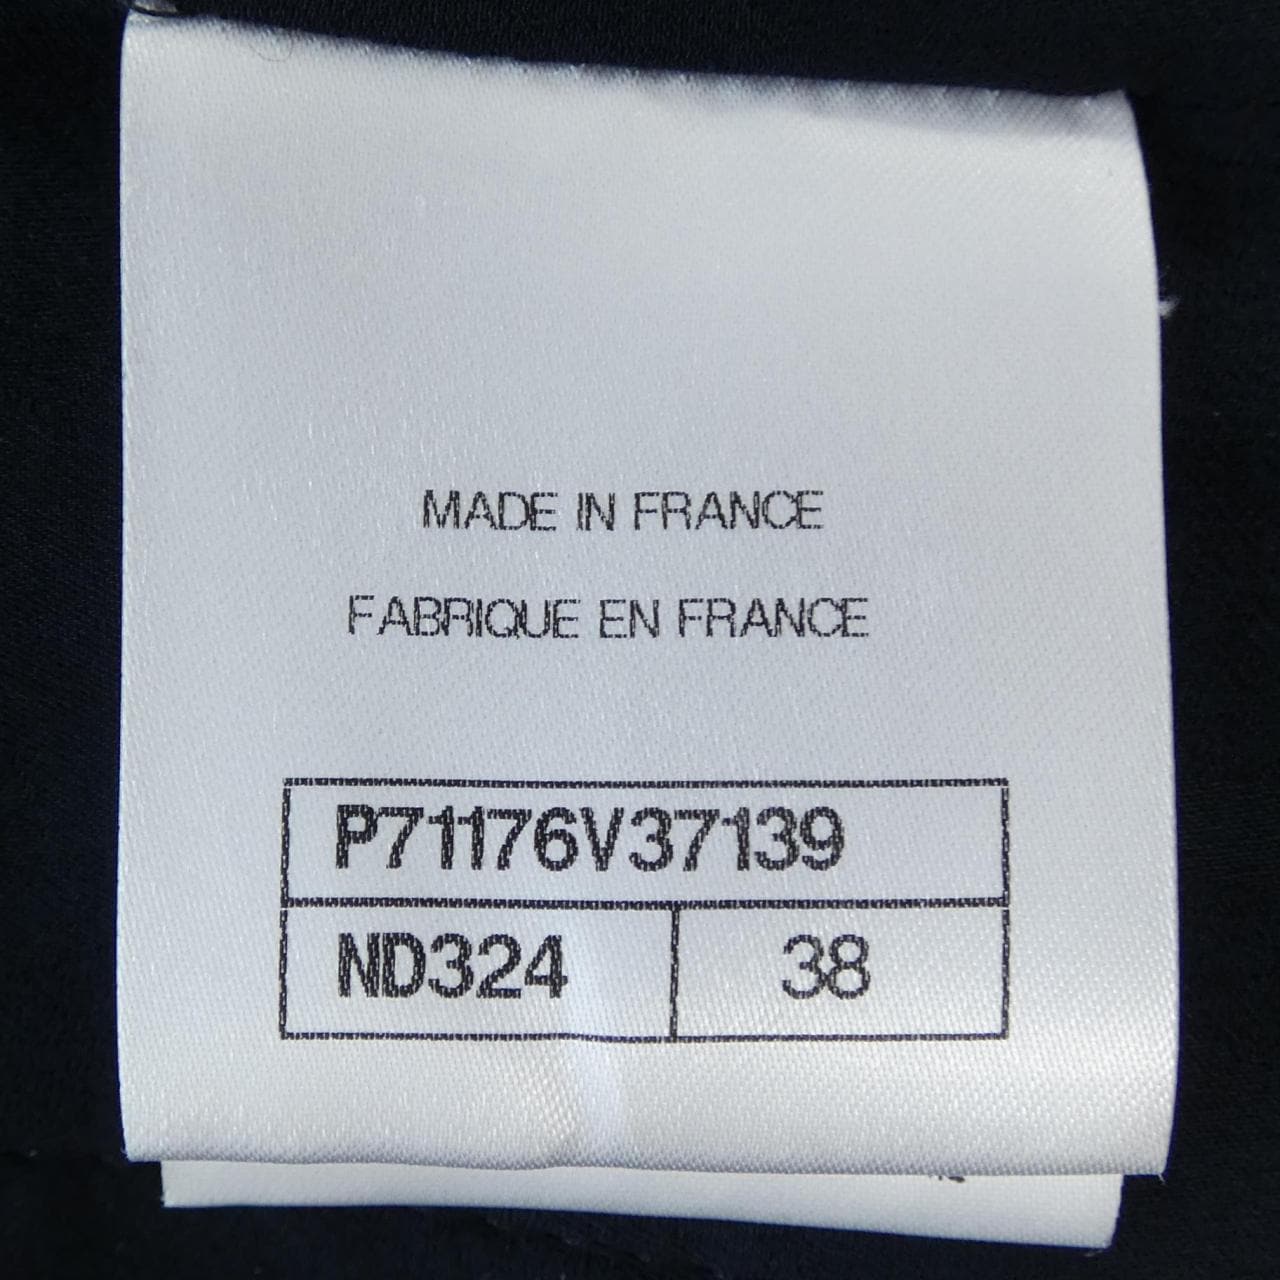 MADE IN FRANCE
FABRIQUE EN FRANCE
P71176V37139
ND324 38